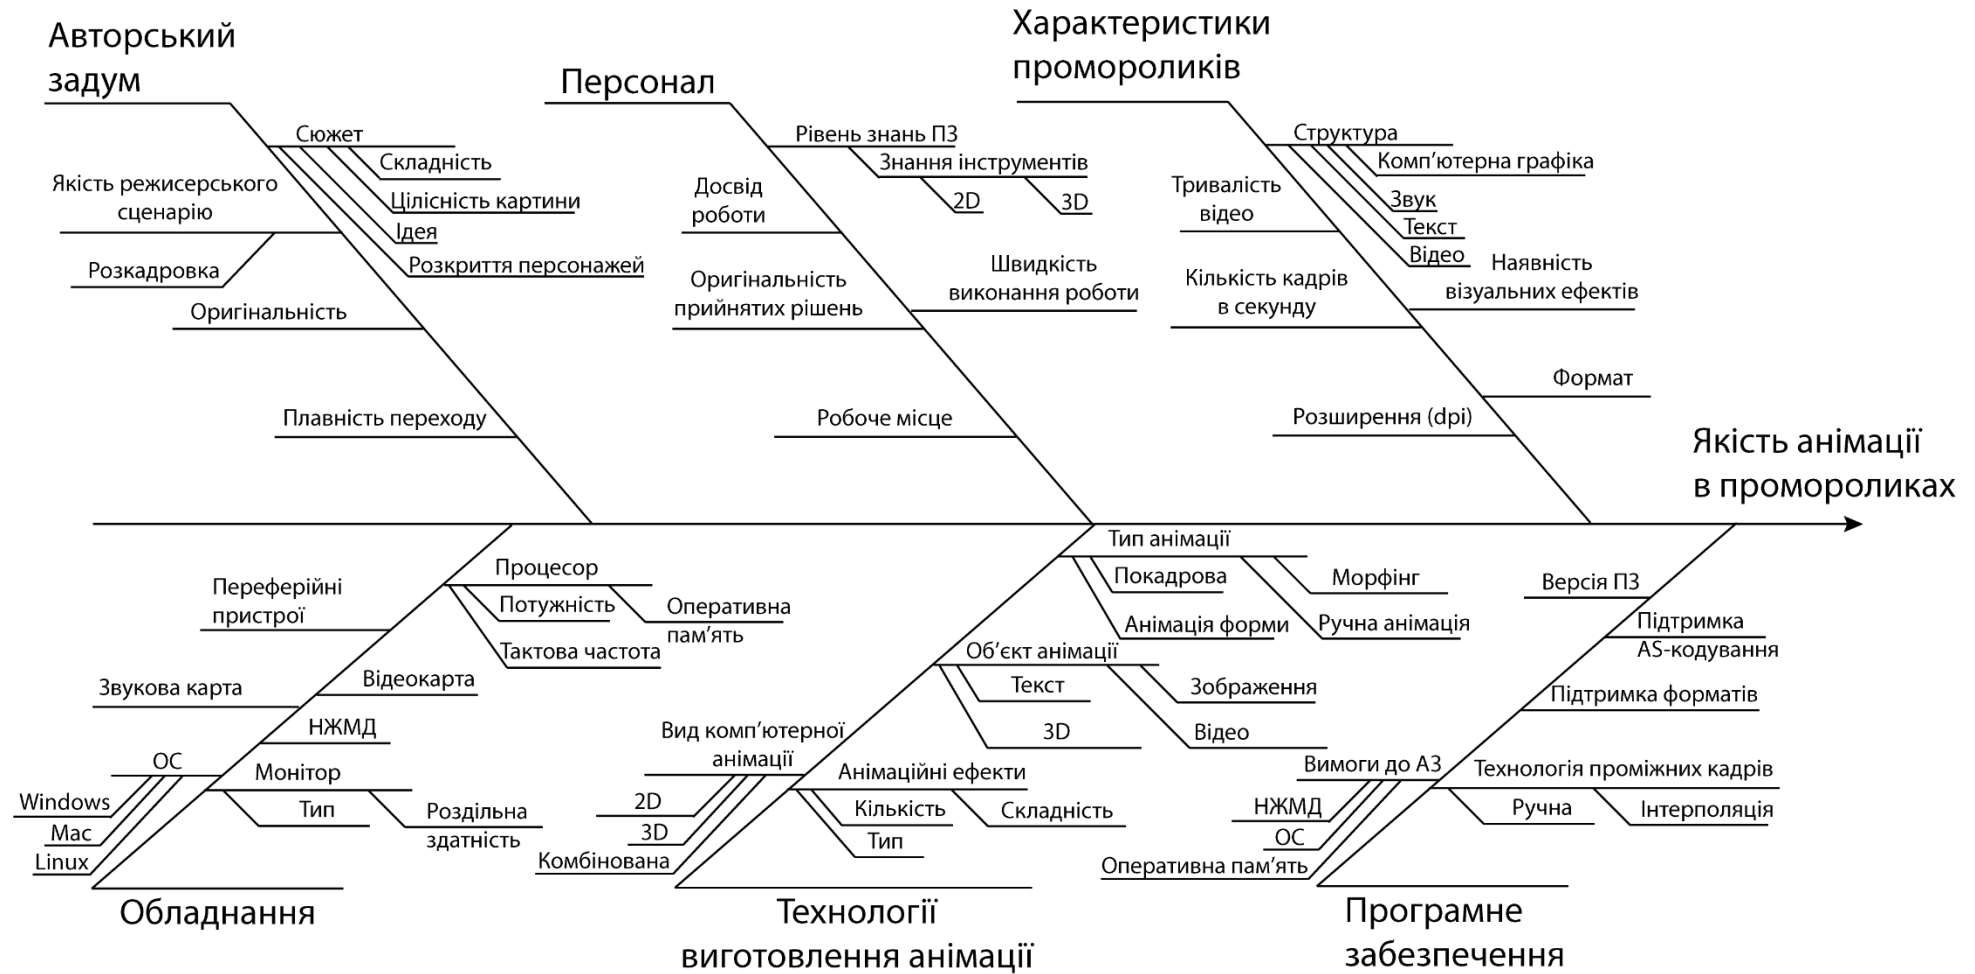 Авторський
задум
Сюжет
Складність
Цілісність картини
Ідея
Розкриття персонажей
Якість режисерського
сценарію
Розкадровка
Оригінальність
Плавність переходу
Персонал
Рівень знань ПЗ
Знання інструментів
2D
3D
Досвід
роботи
Оригінальність
прийнятих рішень
Швидкість
виконання роботи
Робоче місце
Характеристики
промороликів
Структура
Комп'ютерна графіка
Звук
Текст
Відео
Тривалість
відео
Кількість кадрів
в секунду
Наявність
візуальних ефектів
Формат
Розширення (dpi)
Якість анімації
в промороликах
Процесор
Потужність
Оперативна
пам'ять
Тактова частота
Переферійні
пристрої
Звукова карта
Відеокарта
НЖМД
ОС
Windows
Mac
Linux
Монітор
Тип
Роздільна
здатність
Обладнання
Тип анімації
Покадрова
Морфінг
Анімація форми
Ручна анімація
Об'єкт анімації
Текст
Зображення
3D
Відео
Вид комп'ютерної
анімації
2D
3D
Комбінована
Анімаційні ефекти
Кількість
Складність
Тип
Технології
виготовлення анімації
Версія ПЗ
Підтримка
AS-кодування
Підтримка форматів
Вимоги до АЗ
НЖМД
ОС
Оперативна пам'ять
Технологія проміжних кадрів
Ручна
Інтерполяція
Програмне
забезпечення